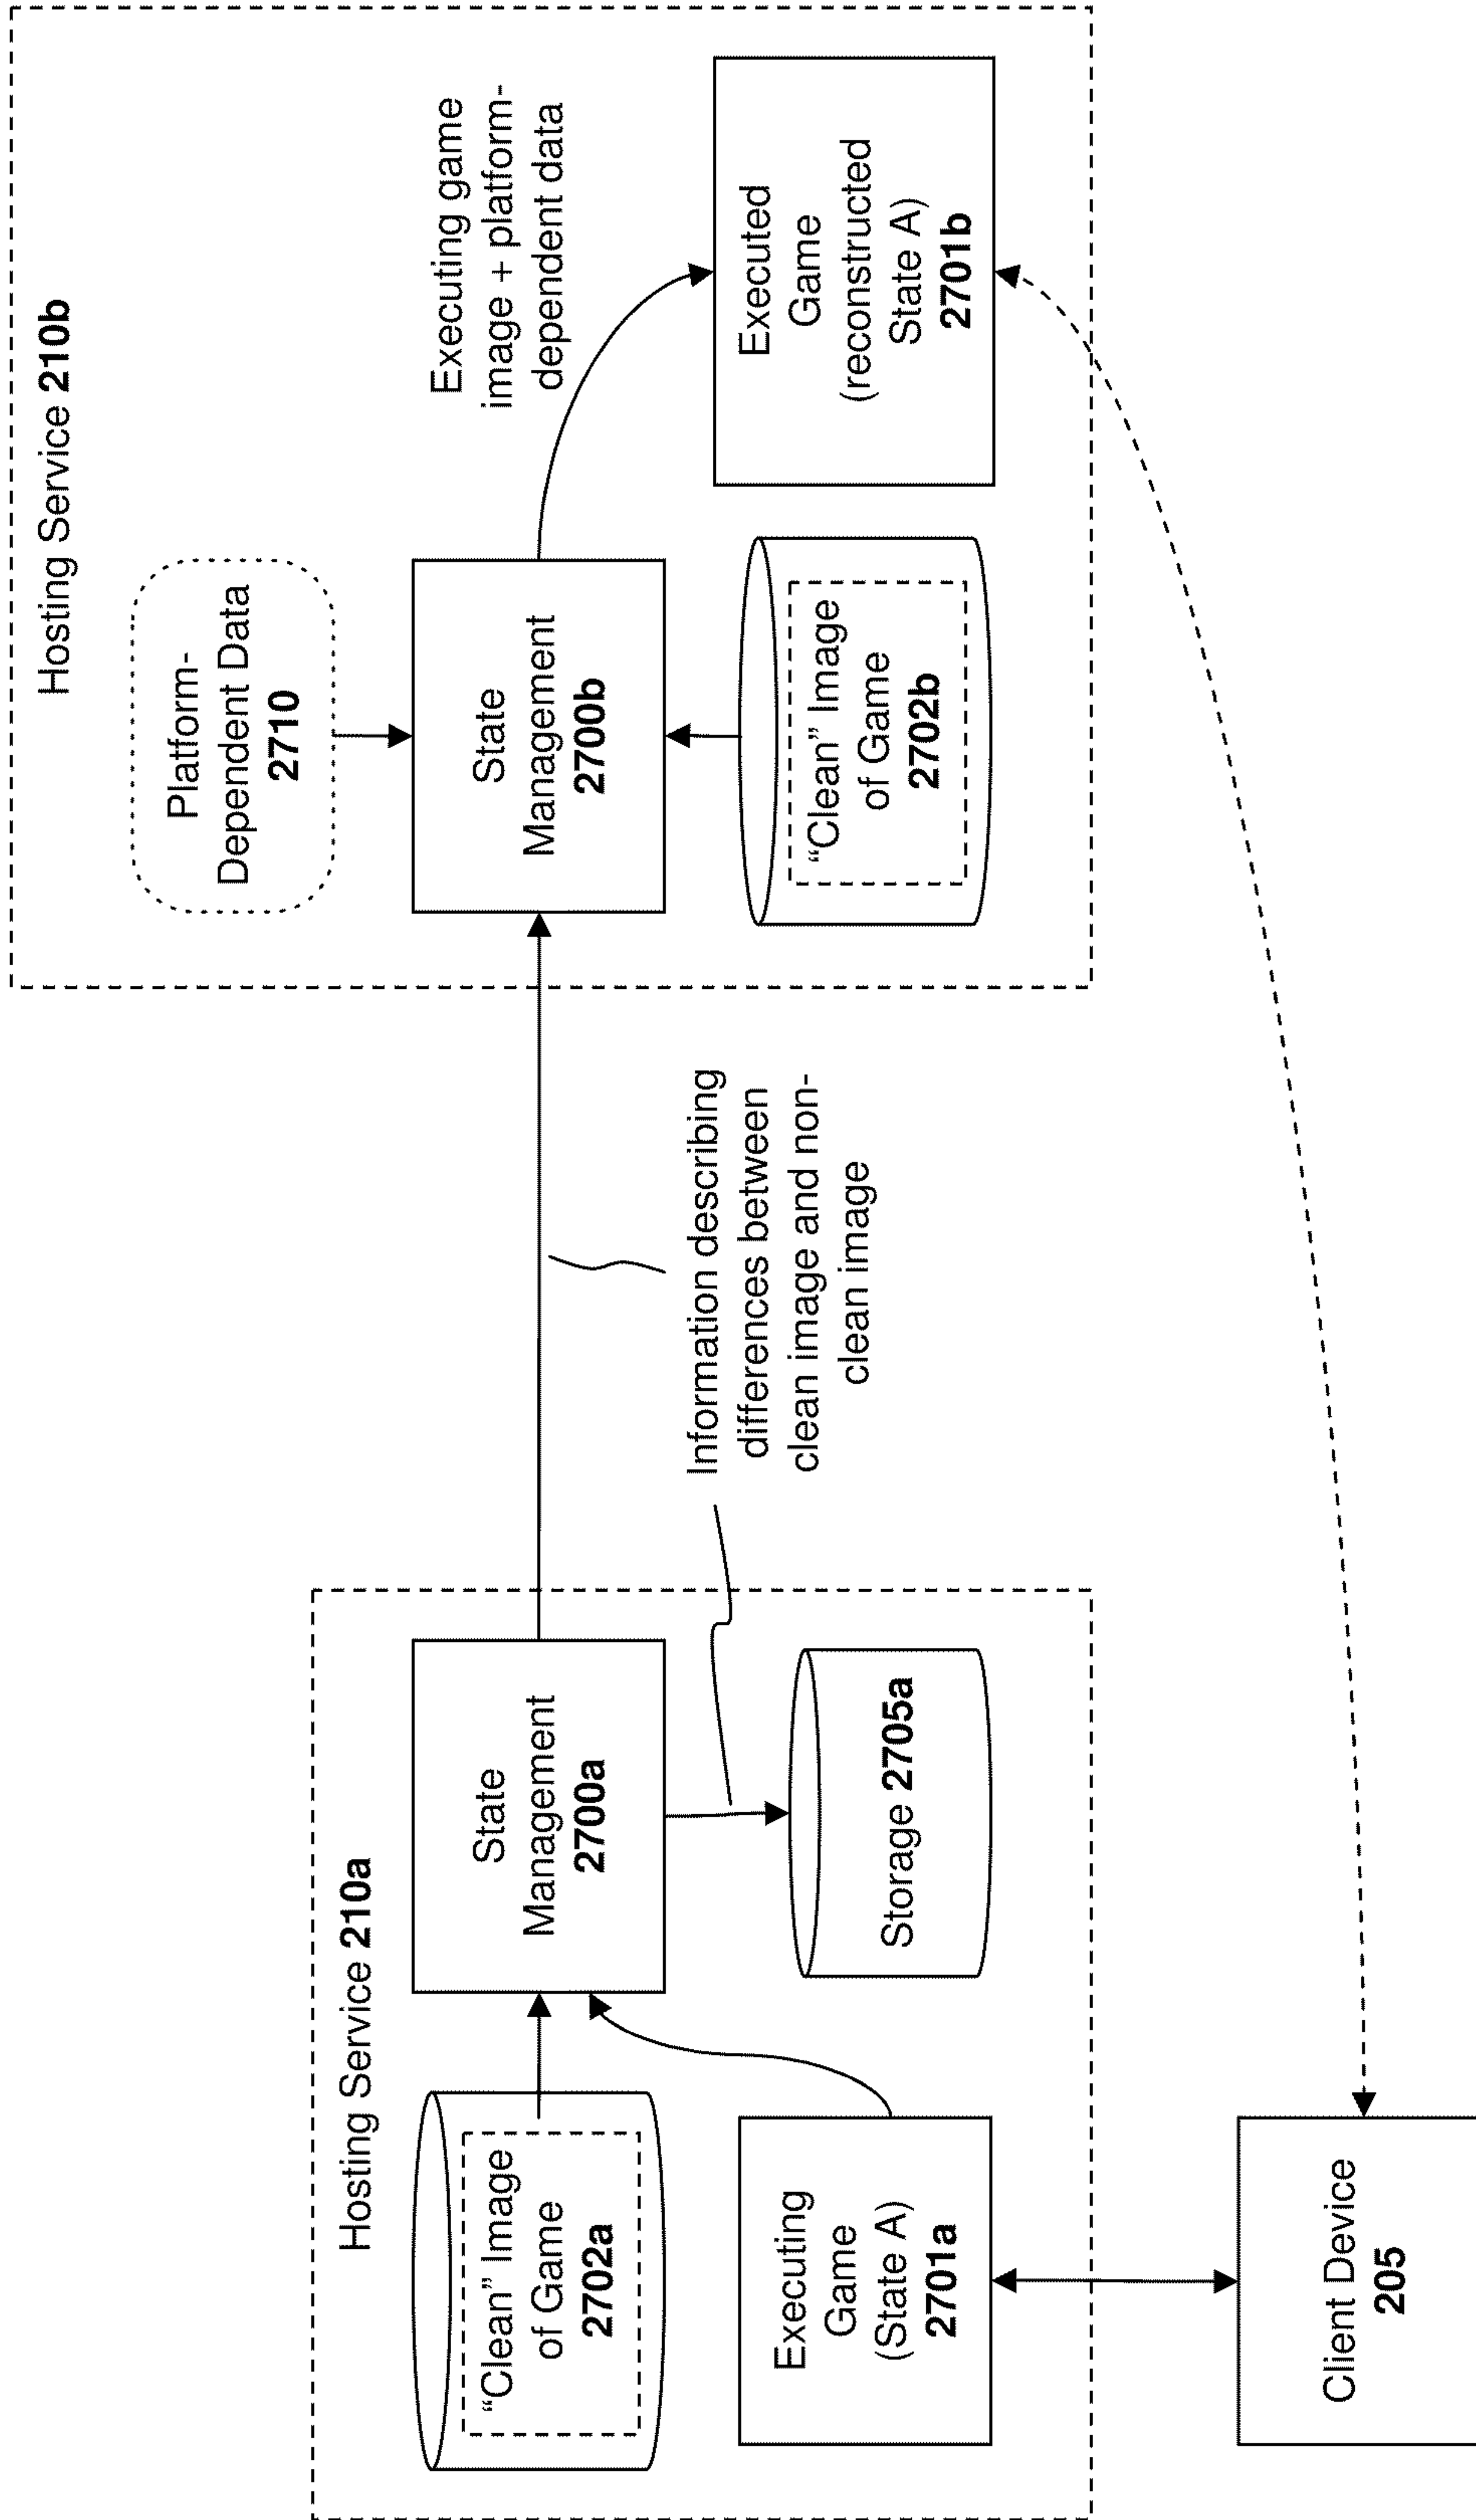 Hosting Service 210a
“Clean” Image
of Game
2702a
State
Management
2700a
Executing
Game
(State A)
2701a
Storage 2705a
Client Device
205
Information describing
differences between
clean image and non-
clean image
Hosting Service 210b
Platform-
Dependent Data
2710
State
Management
2700b
“Clean” Image
of Game
2702b
Executing game
image + platform-
dependent data
Executed
Game
(reconstructed
State A)
2701b